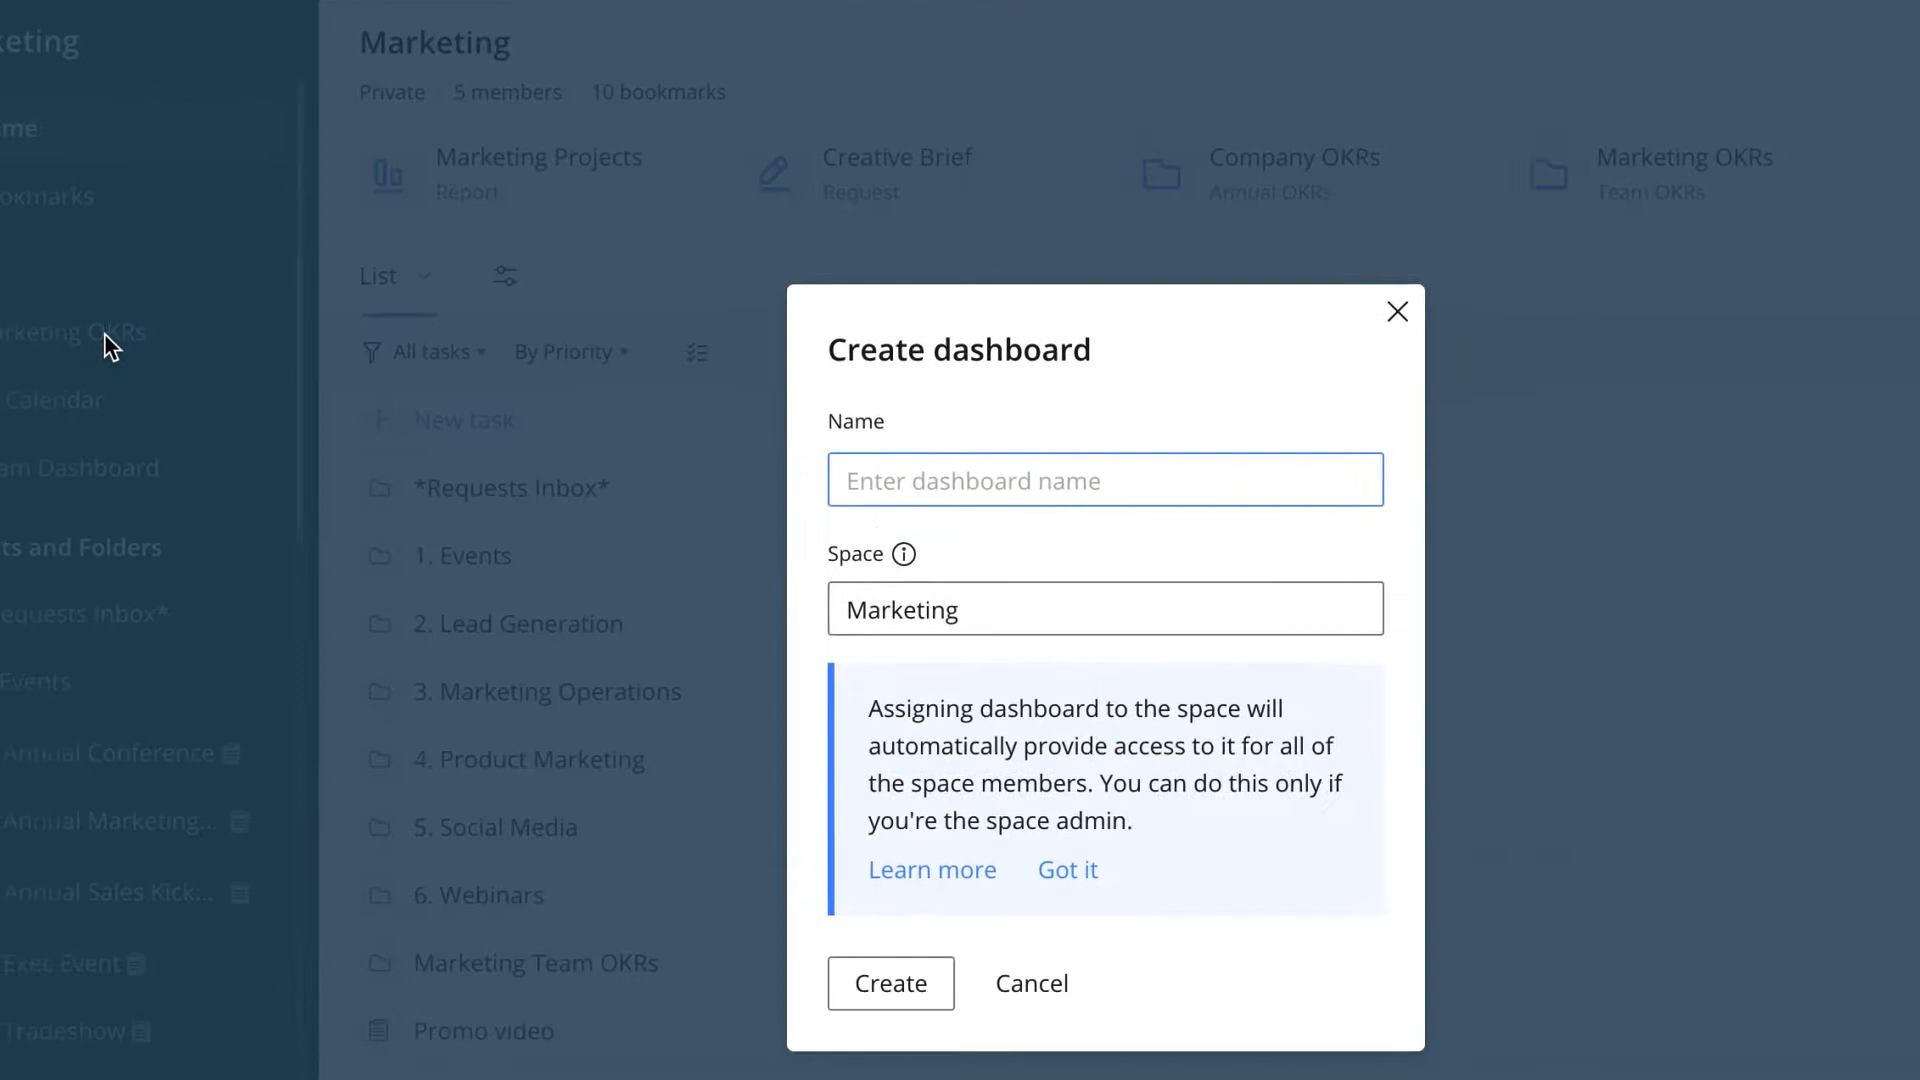 keting
Marketing
Private 5 members 10 bookmarks
me
okmarks
Marketing Projects
Report
Creative Brief
Request
Company OKRs
Annual OKRs
Marketing OKRs
Team OKRs
List
arketing OKRs
Calendar
am Dashboard
ts and Folders
equests Inbox*
Events
Annual Conference
Annual Marketing...
Annual Sales Kick:...
Exec Event
Tradeshow
All tasks By Priority
New task
*Requests Inbox*
1. Events
2. Lead Generation
3. Marketing Operations
4. Product Marketing
5. Social Media
6. Webinars
Marketing Team OKRs
Promo video
Create dashboard
Name
Enter dashboard name
Space
Marketing
Assigning dashboard to the space will
automatically provide access to it for all of
the space members. You can do this only if
you're the space admin.
Learn more Got it
Create Cancel